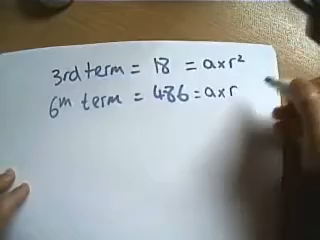 3rd term = 18 = axr²
6th term = 486 = axr